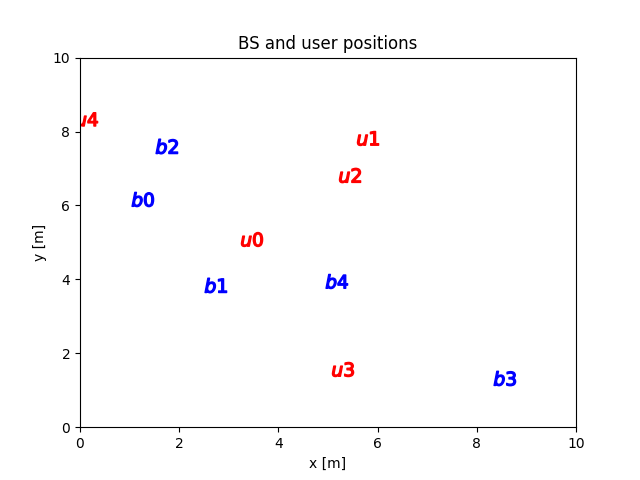 BS and user positions
10
8
6
4
2
0
y [m]
u4
u1
b2
u2
b0
u0
b1
b4
u3
b3
0 2 4 6 8 10
x [m]